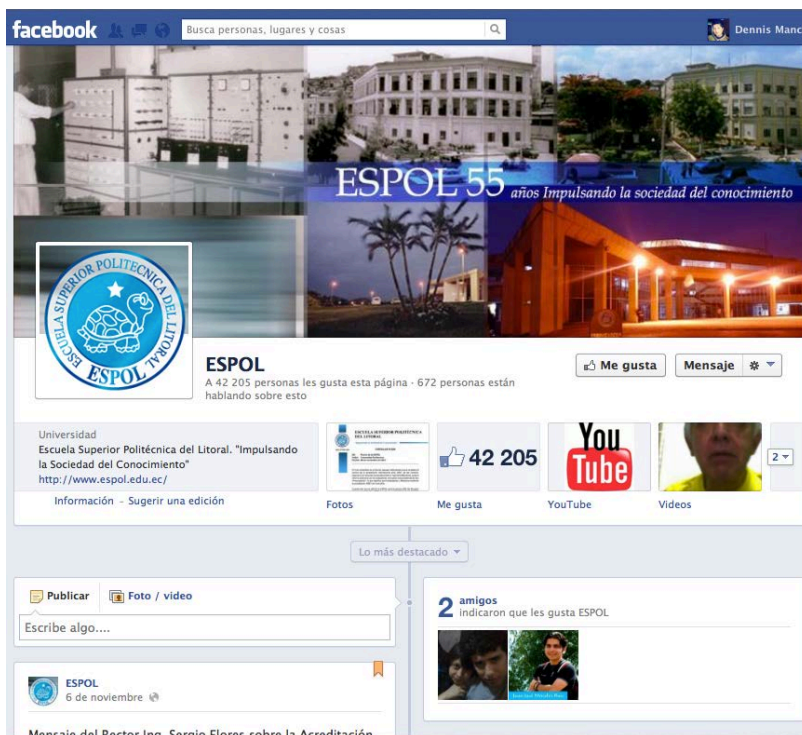 facebook
Busca personas, lugares y cosas
Dennis Manc
ESPOL 55 años Impulsando la sociedad del conocimiento
ESCUELA SUPERIOR POLITECNICA DEL LITORAL
ESPOL
ESPOL
A 42 205 personas les gusta esta página · 672 personas están
hablando sobre esto
Me gusta
Mensaje
Universidad
Escuela Superior Politécnica del Litoral. "Impulsando
la Sociedad del Conocimiento"
http://www.espol.edu.ec/
Información – Sugerir una edición
ESCUELA SUPERIOR POLITÉCNICA
DEL LITORAL
Fotos
42 205
Me gusta
You
Tube
YouTube
Videos
2
Lo más destacado
Publicar
Foto / video
Escribe algo....
2 amigos
indicaron que les gusta ESPOL
ESPOL
6 de noviembre
Mensaje del Rector Ing. Sergio Flores sobre la Acreditación